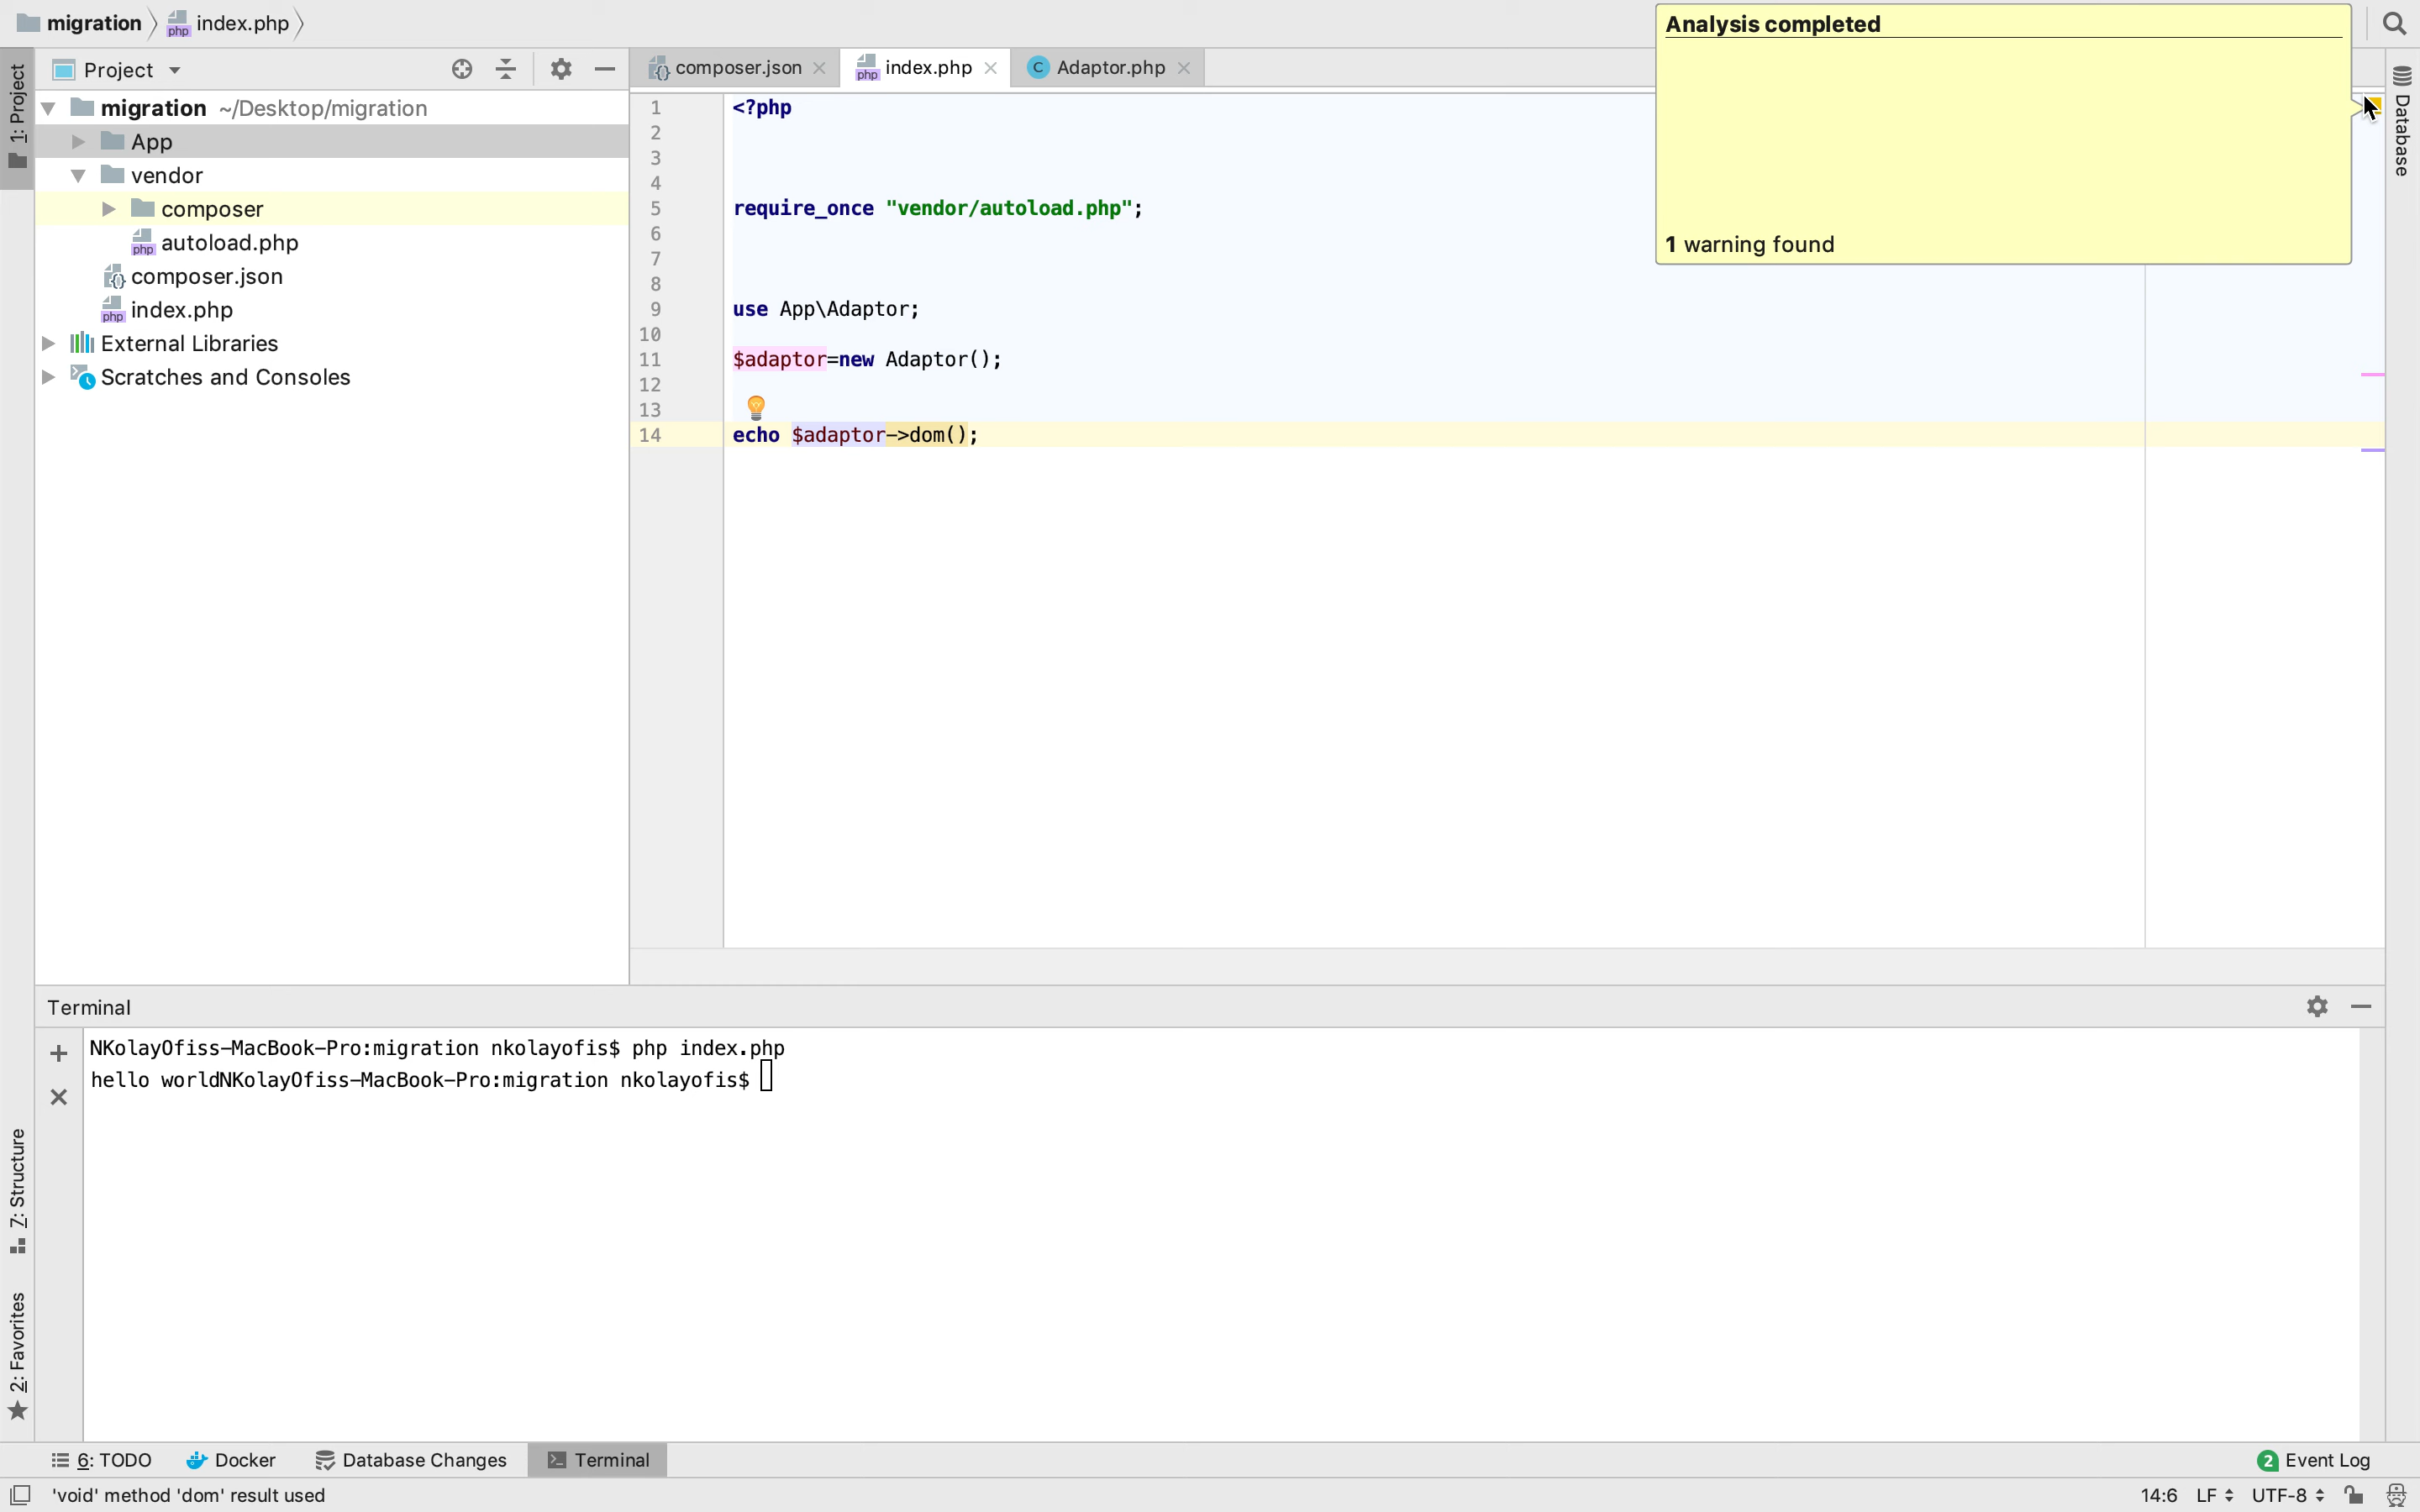 migration
index.php
Analysis completed
1 warning found
1: Project
Project
composer.json
index.php
Adaptor.php
Database
migration ~/Desktop/migration
App
vendor
composer
autoload.php
composer.json
index.php
External Libraries
Scratches and Consoles
1 <?php
2
3
4
5 require_once "vendor/autoload.php";
6
7
8
9 use App\Adaptor;
10
11 $adaptor=new Adaptor();
12
13
14 echo $adaptor->dom();
Terminal
NKolayOfiss-MacBook-Pro:migration nkolayofis$ php index.php
hello worldNKolayOfiss-MacBook-Pro:migration nkolayofis$
7: Structure
2: Favorites
6: TODO
Docker
Database Changes
Terminal
2 Event Log
'void' method 'dom' result used
14:6 LF UTF-8